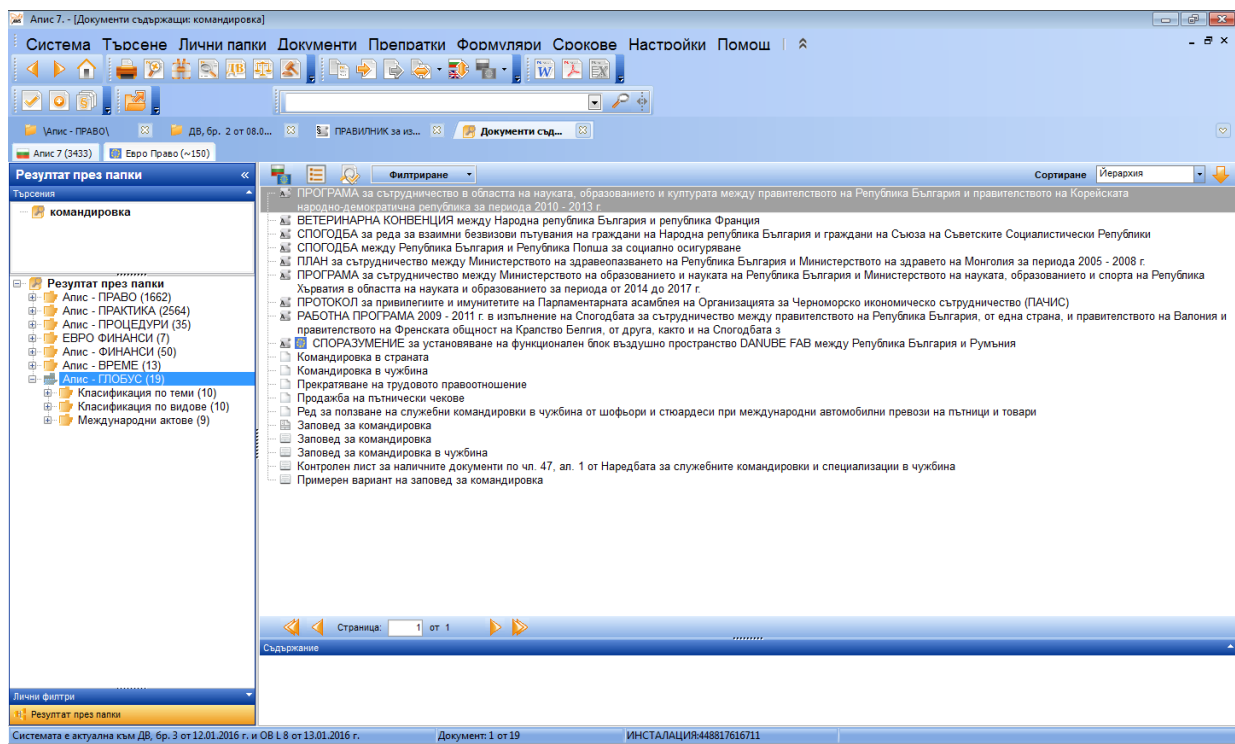 Апис 7. - [Документи съдържащи: командировка]
Система Търсене Лични папки Документи Препратки Формуляри Срокове Настройки Помощ
\Апис - ПРАВО\ ДВ, бр. 2 от 08.0... ПРАВИЛНИК за из... Документи съд...
Апис 7 (3433) Евро Право (~150)
Резултат през папки «
Търсения
командировка
Резултат през папки
Апис - ПРАВО (1662)
Апис - ПРАКТИКА (2564)
Апис - ПРОЦЕДУРИ (35)
ЕВРО ФИНАНСИ (7)
Апис - ФИНАНСИ (50)
Апис - ВРЕМЕ (13)
Апис - ГЛОБУС (19)
Класификация по теми (10)
Класификация по видове (10)
Международни актове (9)
Лични филтри
Резултат през папки
Филтриране Сортиране Йерархия
ПРОГРАМА за сътрудничество в областта на науката, образованието и културата между правителството на Република България и правителството на Корейската
народно-демократична република за периода 2010 - 2013 г.
ВЕТЕРИНАРНА КОНВЕНЦИЯ между Народна република България и република Франция
СПОГОДБА за реда за взаимни безвизови пътувания на граждани на Народна република България и граждани на Съюза на Съветските Социалистически Републики
СПОГОДБА между Република България и Република Полша за социално осигуряване
ПЛАН за сътрудничество между Министерството на здравеопазването на Република България и Министерството на здравето на Монголия за периода 2005 - 2008 г.
ПРОГРАМА за сътрудничество между Министерството на образованието и науката на Република България и Министерството на науката, образованието и спорта на Република
Хърватия в областта на науката и образованието за периода от 2014 до 2017 г.
ПРОТОКОЛ за привилегиите и имунитетите на Парламентарната асамблея на Организацията за Черноморско икономическо сътрудничество (ПАЧИС)
РАБОТНА ПРОГРАМА 2009 - 2011 г. в изпълнение на Спогодбата за сътрудничество между правителството на Република България, от една страна, и правителството на Валония и
правителството на Френската общност на Кралство Белгия, от друга, както и на Спогодбата з
СПОРАЗУМЕНИЕ за установяване на функционален блок въздушно пространство DANUBE FAB между Република България и Румъния
Командировка в страната
Командировка в чужбина
Прекратяване на трудовото правоотношение
Продажба на пътнически чекове
Ред за ползване на служебни командировки в чужбина от шофьори и стюардеси при международни автомобилни превози на пътници и товари
Заповед за командировка
Заповед за командировка
Заповед за командировка в чужбина
Контролен лист за наличните документи по чл. 47, ал. 1 от Наредбата за служебните командировки и специализации в чужбина
Примерен вариант на заповед за командировка
Страница: 1 от 1
Съдържание
Системата е актуална към ДВ, бр. 3 от 12.01.2016 г. и ОВ L 8 от 13.01.2016 г. Документ: 1 от 19 ИНСТАЛАЦИЯ:448817616711